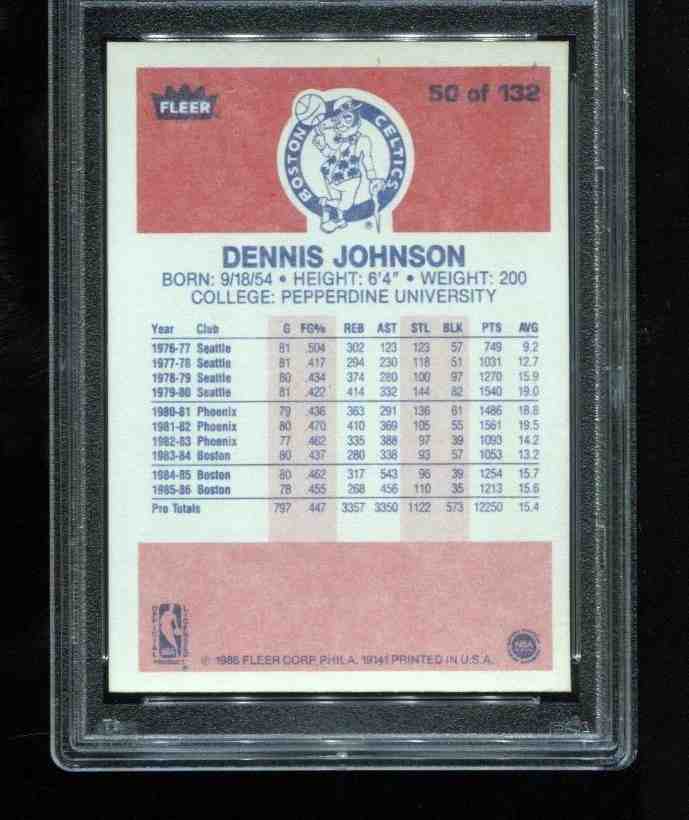 FLEER
50 of 132
BOSTON CELTICS
DENNIS JOHNSON
BORN: 9/18/54 • HEIGHT: 6'4" • WEIGHT: 200
COLLEGE: PEPPERDINE UNIVERSITY
Year Club G FG% REB AST STL BLK PTS AVG
1976-77 Seattle 81 .504 302 123 123 57 749 9.2
1977-78 Seattle 81 .417 294 230 118 51 1031 12.7
1978-79 Seattle 80 .434 374 280 100 97 1270 15.9
1979-80 Seattle 81 .422 414 332 144 82 1540 19.0
1980-81 Phoenix 79 .436 363 291 136 61 1486 18.8
1981-82 Phoenix 80 .470 410 369 105 55 1561 19.5
1982-83 Phoenix 77 .462 335 388 97 39 1093 14.2
1983-84 Boston 80 .437 280 338 93 57 1053 13.2
1984-85 Boston 80 .462 317 543 96 39 1254 15.7
1985-86 Boston 78 .455 268 456 110 35 1213 15.6
Pro Totals 797 .447 3357 3350 1122 573 12250 15.4
OFFICIAL LICENSED
NBA
PRODUCT
© 1986 FLEER CORP. PHILA. 19141 PRINTED IN U.S.A.